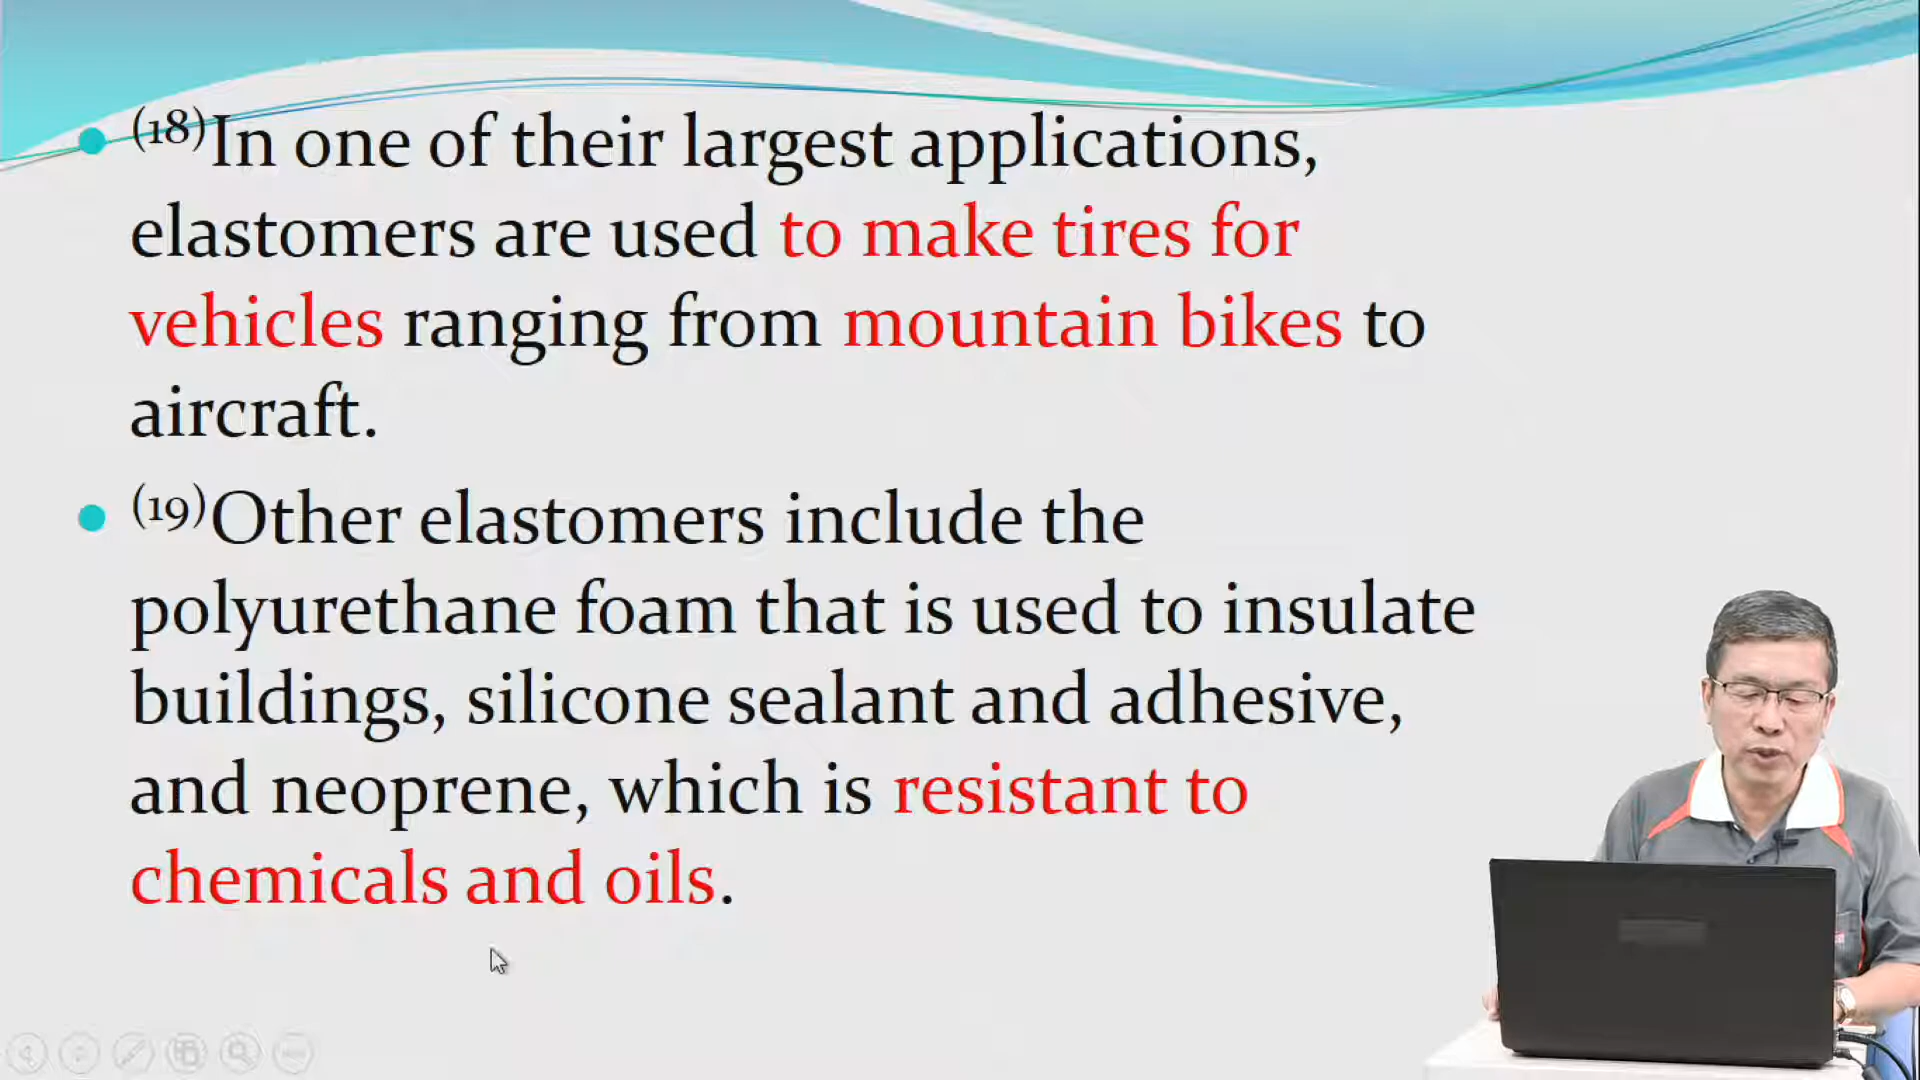 (18)In one of their largest applications,
elastomers are used to make tires for
vehicles ranging from mountain bikes to
aircraft.
(19)Other elastomers include the
polyurethane foam that is used to insulate
buildings, silicone sealant and adhesive,
and neoprene, which is resistant to
chemicals and oils.